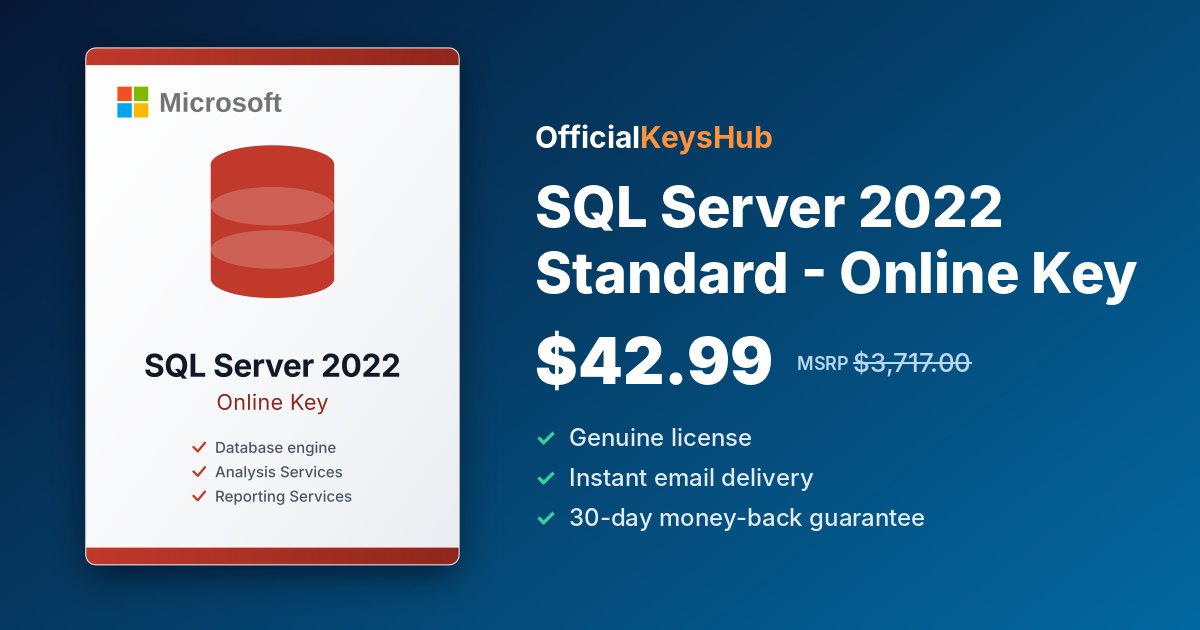 Microsoft
SQL Server 2022
Online Key
Database engine
Analysis Services
Reporting Services
OfficialKeysHub
SQL Server 2022
Standard - Online Key
$42.99 MSRP $3,717.00
Genuine license
Instant email delivery
30-day money-back guarantee